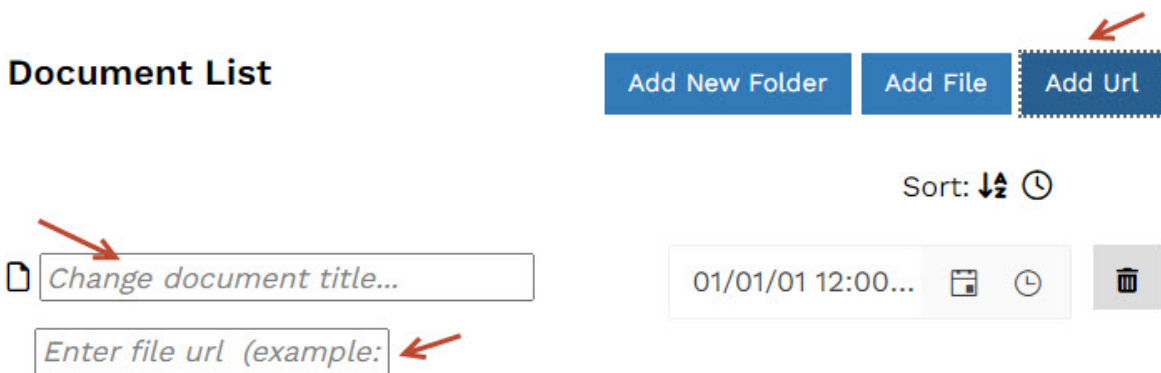 Document List
Add New Folder
Add File
Add Url
Sort:
Change document title...
01/01/01 12:00...
Enter file url (example: